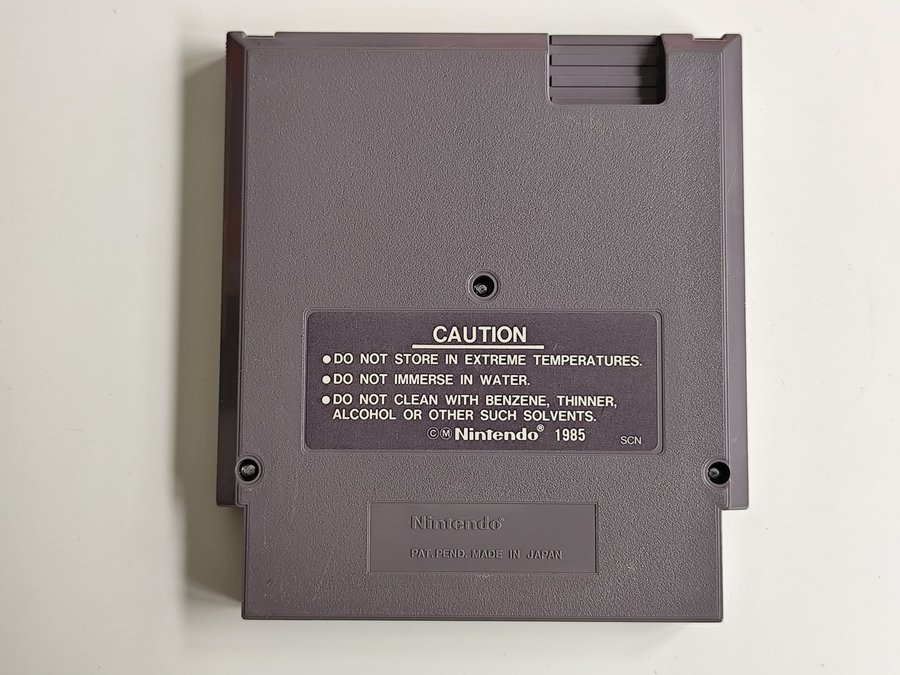 CAUTION
●DO NOT STORE IN EXTREME TEMPERATURES.
●DO NOT IMMERSE IN WATER.
●DO NOT CLEAN WITH BENZENE, THINNER,
ALCOHOL OR OTHER SUCH SOLVENTS.
ⒸⓂ Nintendo® 1985 SCN
Nintendo®
PAT. PEND. MADE IN JAPAN